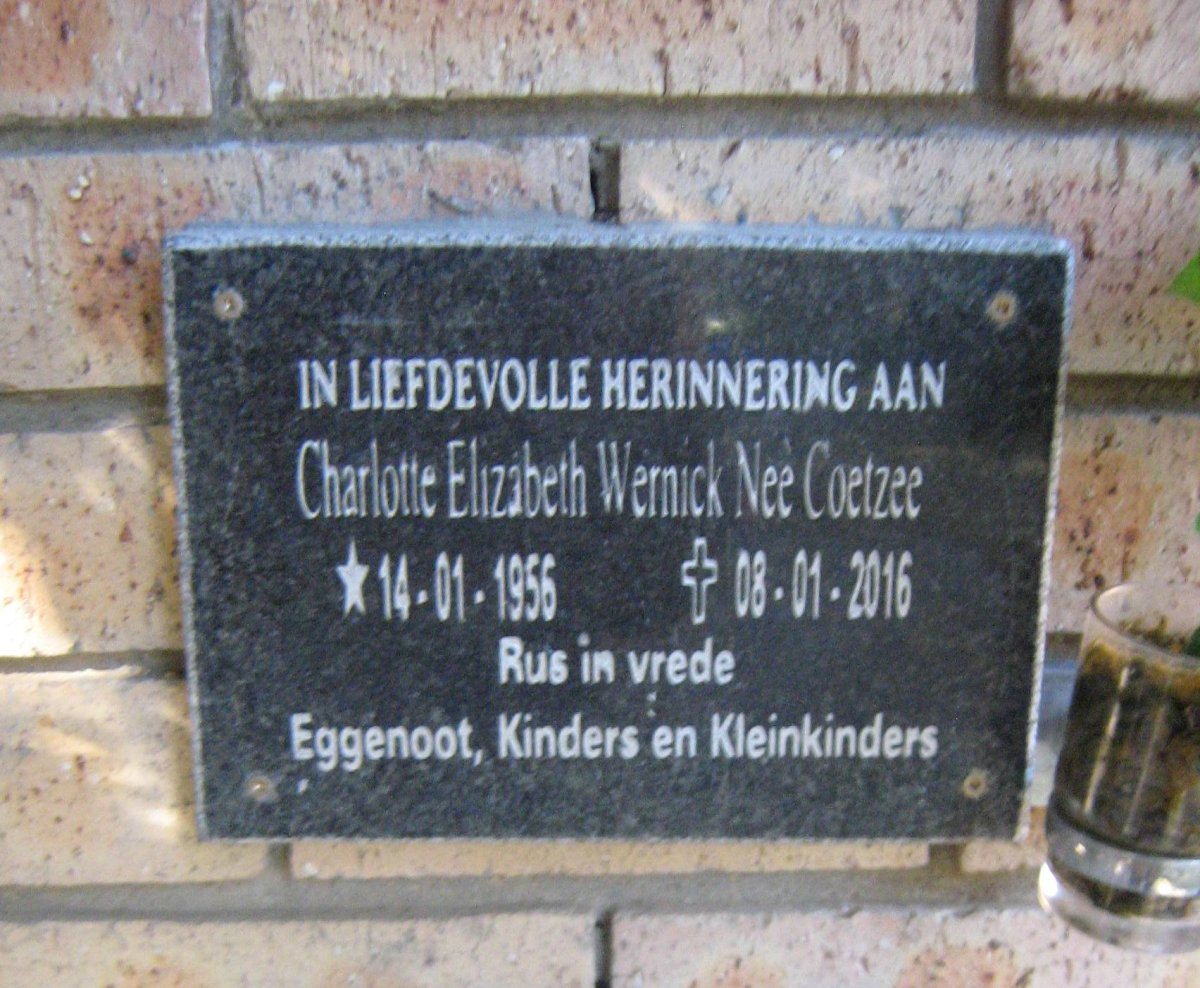 IN LIEFDEVOLLE HERINNERING AAN
Charlotte Elizabeth Wernick Neè Coetzee
★ 14-01-1956 ✝ 08-01-2016
Rus in vrede
Eggenoot, Kinders en Kleinkinders